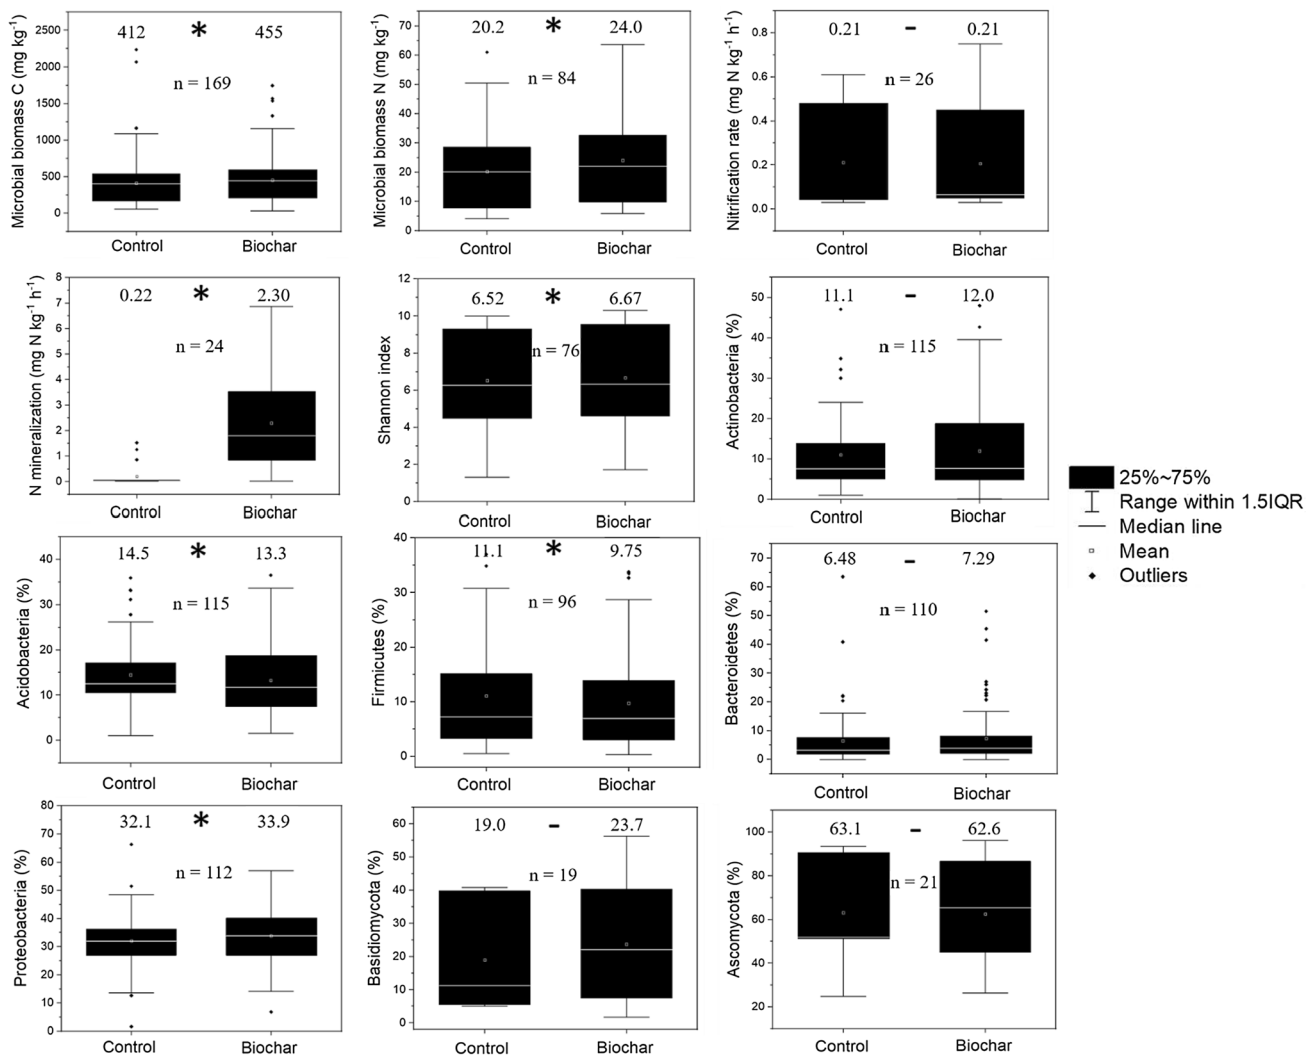 Microbial biomass C (mg kg-1)
2500
2000
1500
1000
500
0
412
*
455
n = 169
Control
Biochar
Microbial biomass N (mg kg-1)
70
60
50
40
30
20
10
0
20.2
*
24.0
n = 84
Control
Biochar
Nitrification rate (mg N kg-1 h-1)
0.8
0.6
0.4
0.2
0.0
0.21
-
0.21
n = 26
Control
Biochar
N mineralization (mg N kg-1 h-1)
8
7
6
5
4
3
2
1
0
0.22
*
2.30
n = 24
Control
Biochar
Shannon index
12
10
8
6
4
2
0
6.52
*
6.67
n = 76
Control
Biochar
Actinobacteria (%)
50
40
30
20
10
0
11.1
-
12.0
n = 115
Control
Biochar
25%~75%
Range within 1.5IQR
Median line
Mean
Outliers
Acidobacteria (%)
40
30
20
10
0
14.5
*
13.3
n = 115
Control
Biochar
Firmicutes (%)
40
30
20
10
0
11.1
*
9.75
n = 96
Control
Biochar
Bacteroidetes (%)
70
60
50
40
30
20
10
0
6.48
-
7.29
n = 110
Control
Biochar
Proteobacteria (%)
80
70
60
50
40
30
20
10
0
32.1
*
33.9
n = 112
Control
Biochar
Basidiomycota (%)
60
50
40
30
20
10
0
19.0
-
23.7
n = 19
Control
Biochar
Ascomycota (%)
100
80
60
40
20
63.1
-
62.6
n = 21
Control
Biochar